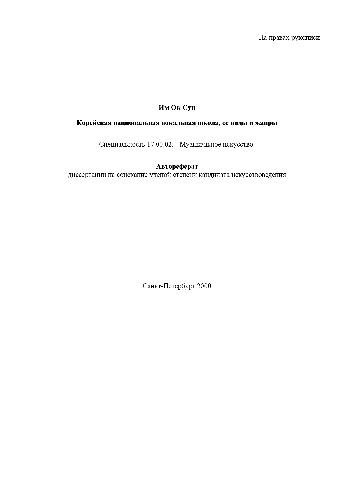 На правах рукописи
Им Ок Сун
Корейская национальная вокальная школа, ее виды и жанры
Специальность 17.00.02. – Музыкальное искусство
Автореферат
диссертации на соискание ученой степени кандидата искусствоведения
Санкт-Петербург 2000